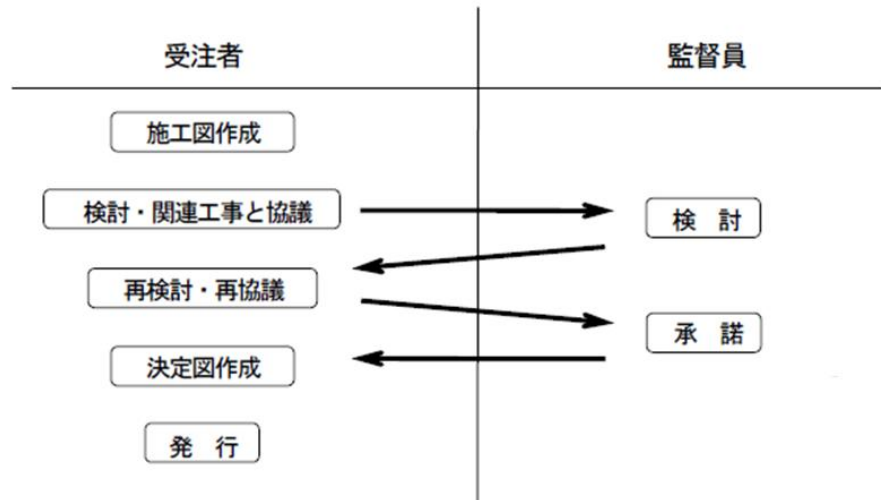 受注者
監督員
施工図作成
検討・関連工事と協議
検　討
再検討・再協議
承　諾
決定図作成
発　行